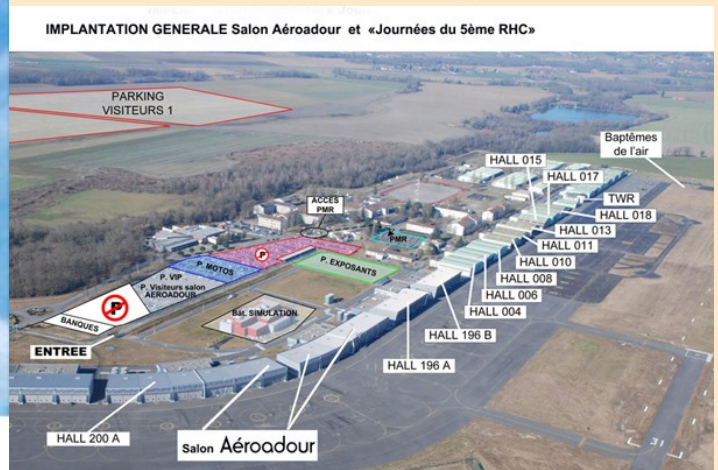 IMPLANTATION GENERALE Salon Aéroadour et «Journées du 5ème RHC»
PARKING
VISITEURS 1
Baptêmes
de l'air
HALL 015
HALL 017
TWR
HALL 018
HALL 013
HALL 011
HALL 010
HALL 008
HALL 006
HALL 004
ACCES
PMR
PMR
P. EXPOSANTS
P. MOTOS
P. VIP
P. Visiteurs salon
AEROADOUR
P
BANQUES
Bat. SIMULATION
ENTREE
HALL 196 B
HALL 196 A
HALL 200 A
Salon Aéroadour
31